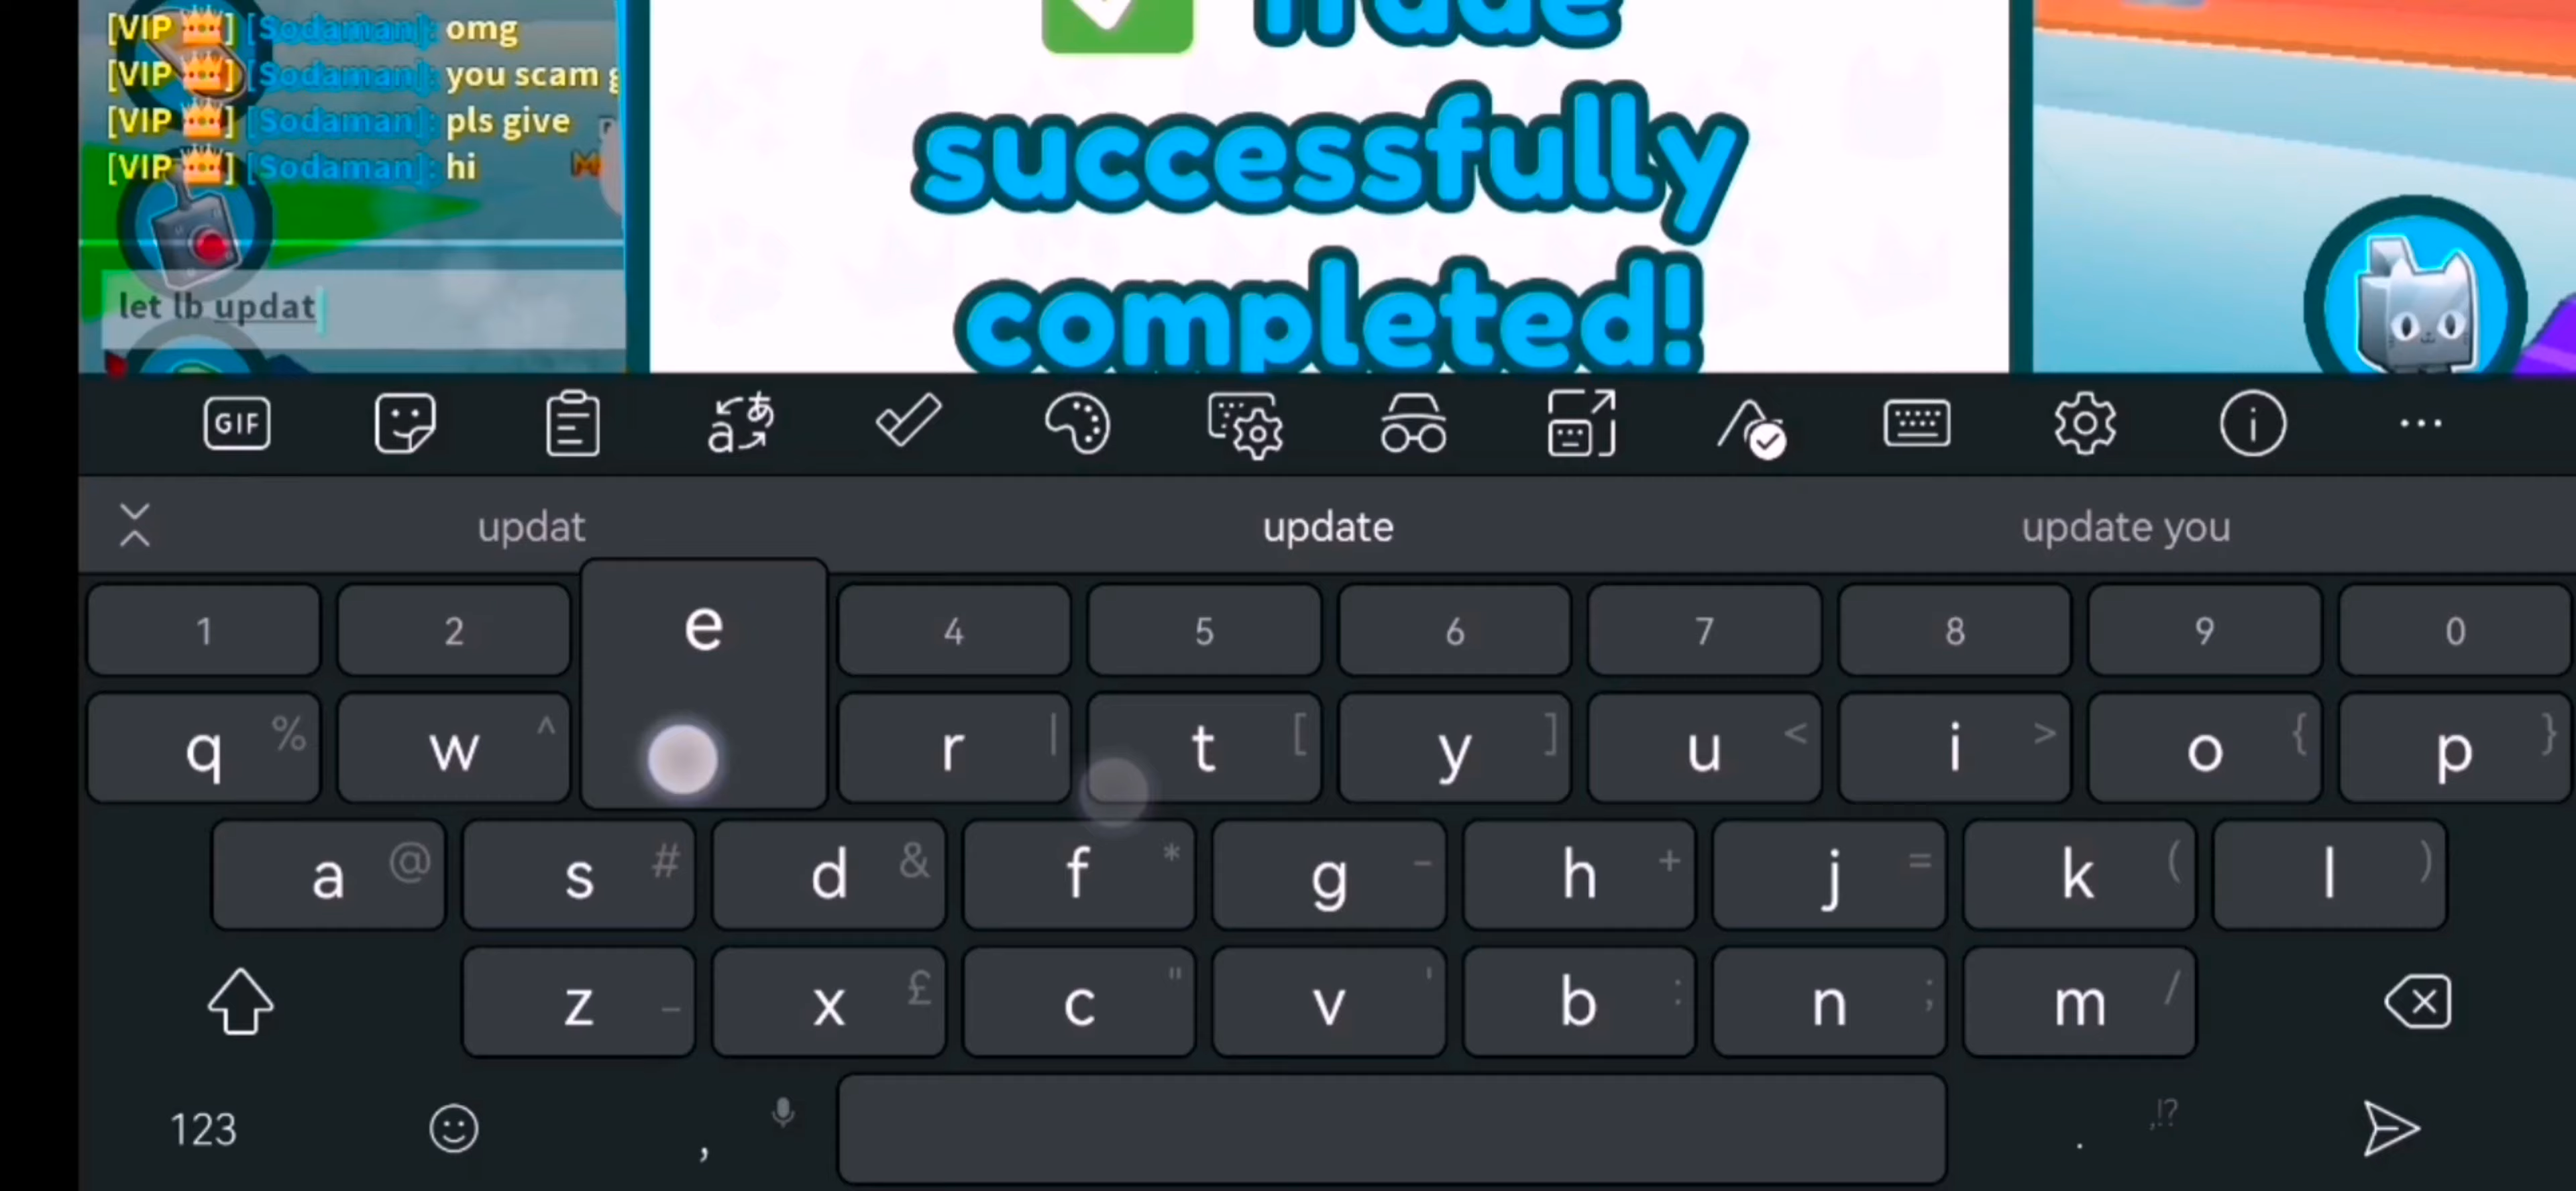 [VIP 👑] [Sodaman]: omg
[VIP 👑] [Sodaman]: you scam g
[VIP 👑] [Sodaman]: pls give
[VIP 👑] [Sodaman]: hi
let lb updat
Trade
successfully
completed!
GIF
updat update update you
1 2 e 4 5 6 7 8 9 0
q % w ^ r | t [ y ] u < i > o { p }
a @ s # d & f * g - h + j = k ( l )
z _ x £ c " v ' b : n ; m /
123 , . ,!?